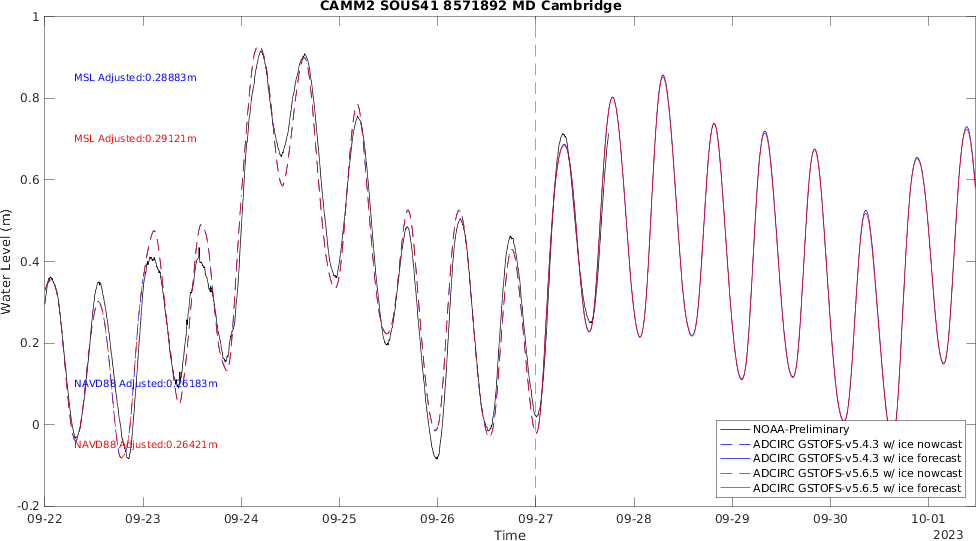 CAMM2 SOUS41 8571892 MD Cambridge
1
0.8
0.6
0.4
0.2
0
-0.2
Water Level (m)
MSL Adjusted:0.28883m
MSL Adjusted:0.29121m
NAVD88 Adjusted:0.26183m
NAVD88 Adjusted:0.26421m
NOAA-Preliminary
ADCIRC GSTOFS-v5.4.3 w/ ice nowcast
ADCIRC GSTOFS-v5.4.3 w/ ice forecast
ADCIRC GSTOFS-v5.6.5 w/ ice nowcast
ADCIRC GSTOFS-v5.6.5 w/ ice forecast
09-22 09-23 09-24 09-25 09-26 09-27 09-28 09-29 09-30 10-01
Time
2023